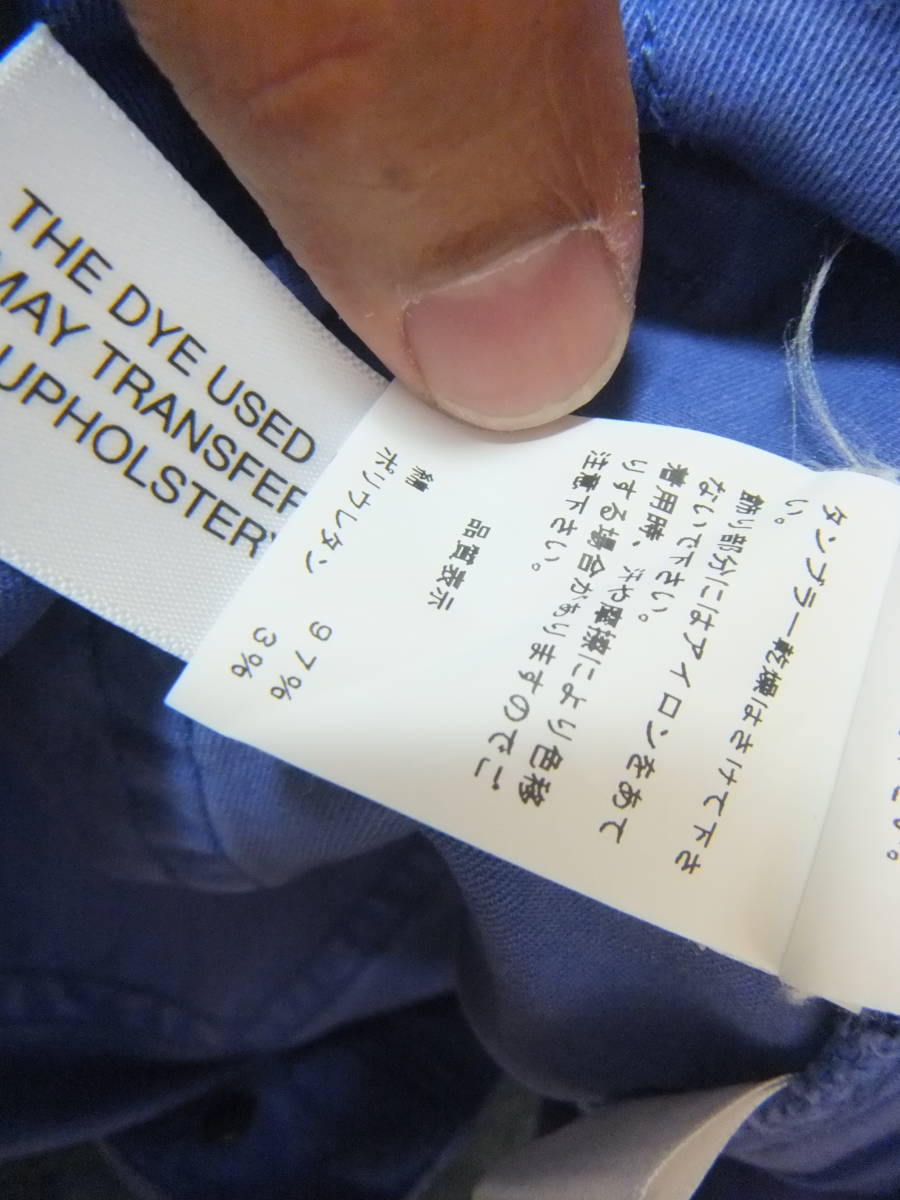 THE DYE USED
MAY TRANSFER
UPHOLSTERY
タンブラー乾燥はさけて下さ
い。
飾り部分にはアイロンをあて
ないで下さい。
着用時、汗や摩擦により色移
りする場合がありますのでご
注意下さい。
品質表示
綿 97%
ポリウレタン 3%